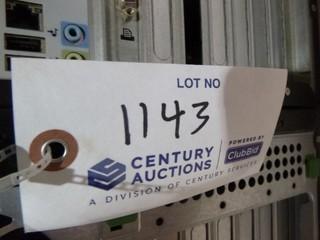 LOT NO
1143
CENTURY
AUCTIONS
POWERED BY
ClubBid
A DIVISION OF CENTURY SERVICES